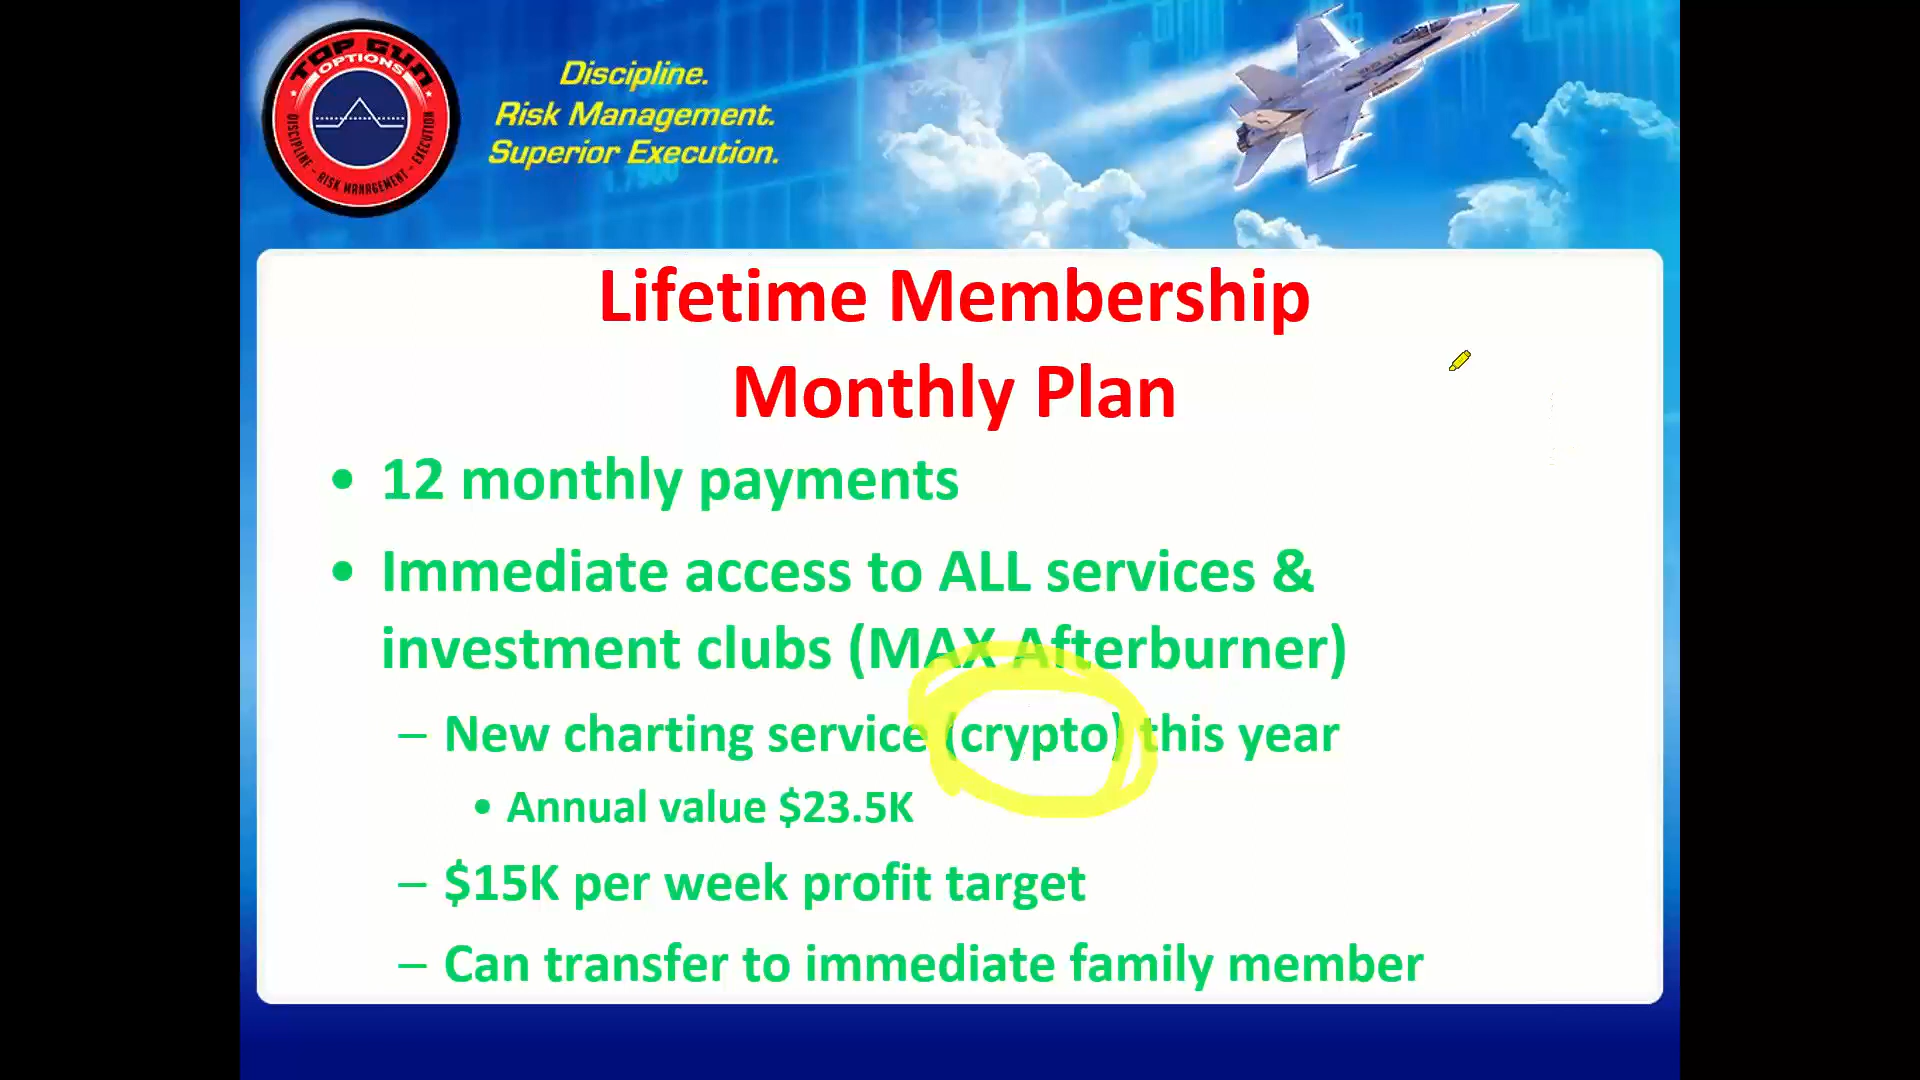 TOP GUN
OPTIONS
DISCIPLINE - RISK MANAGEMENT - EXECUTION
Discipline.
Risk Management.
Superior Execution.
Lifetime Membership
Monthly Plan
• 12 monthly payments
• Immediate access to ALL services &
investment clubs (MAX Afterburner)
– New charting service (crypto) this year
• Annual value $23.5K
– $15K per week profit target
– Can transfer to immediate family member